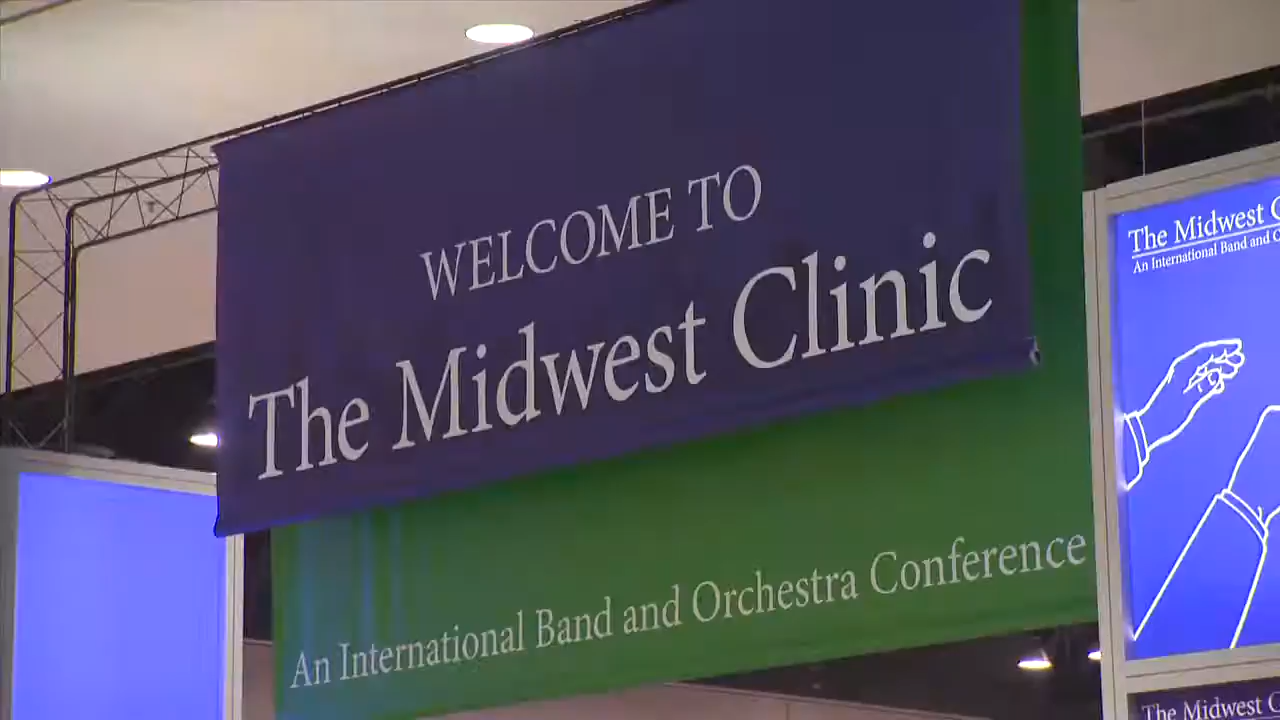 WELCOME TO
The Midwest Clinic
An International Band and Orchestra Conference
The Midwest C
An International Band and
The Midwest C